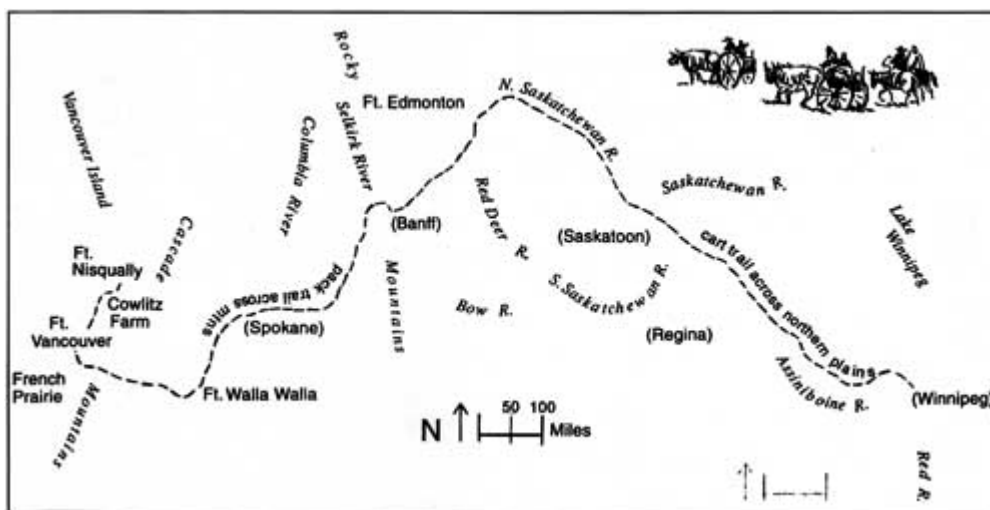 Rocky
Selkirk River
Mountains
Ft. Edmonton
N. Saskatchewan R.
Vancouver Island
Columbia River
Cascade
Mountains
Saskatchewan R.
Lake
Winnipeg
Red Deer R.
(Banff)
(Saskatoon)
Ft.
Nisqually
Cowlitz
Farm
pack trail across mtns
S. Saskatchewan R.
cart trail across northern plains
Bow R.
(Spokane)
(Regina)
Ft.
Vancouver
French
Prairie
Ft. Walla Walla
Assiniboine R.
(Winnipeg)
N
50 100
Miles
Red R.